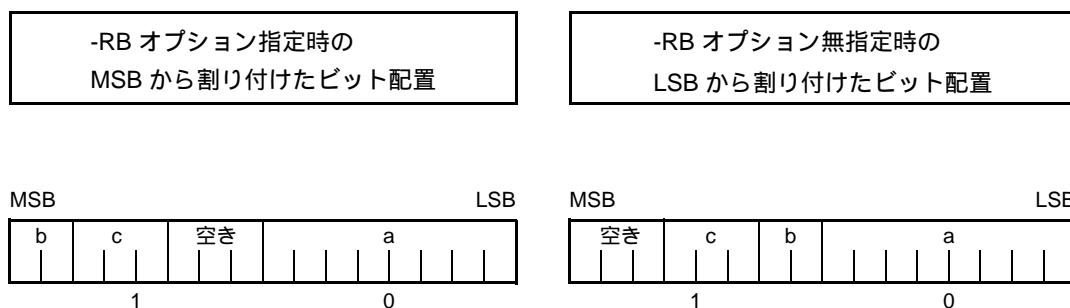 -RB オプション指定時の
MSB から割り付けたビット配置
-RB オプション無指定時の
LSB から割り付けたビット配置
MSB LSB
b c 空き a
1 0
MSB LSB
空き c b a
1 0